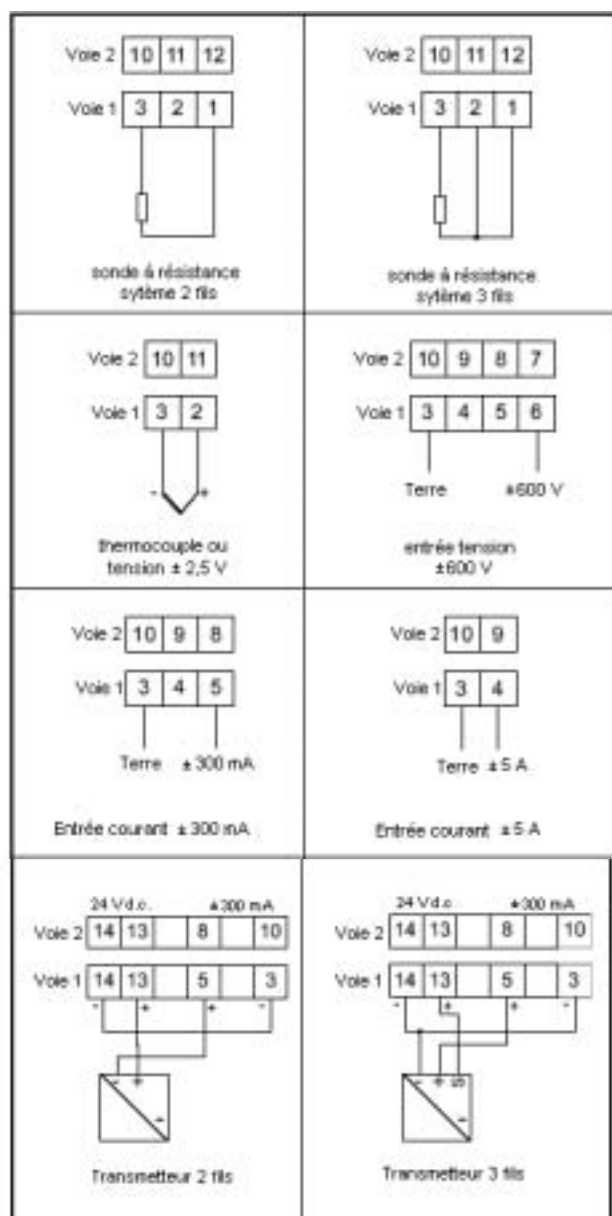 Voie 2 10 11 12
Voie 1 3 2 1
sonde à résistance
sytème 2 fils
Voie 2 10 11 12
Voie 1 3 2 1
sonde à résistance
sytème 3 fils
Voie 2 10 11
Voie 1 3 2
- +
thermocouple ou
tension ± 2,5 V
Voie 2 10 9 8 7
Voie 1 3 4 5 6
Terre ±600 V
entrée tension
±600 V
Voie 2 10 9 8
Voie 1 3 4 5
Terre ± 300 mA
Entrée courant ± 300 mA
Voie 2 10 9
Voie 1 3 4
Terre ± 5 A
Entrée courant ± 5 A
24 V d.c. ±300 mA
Voie 2 14 13 8 10
Voie 1 14 13 5 3
- + + -
- +
Transmetteur 2 fils
24 V d.c ±300 mA
Voie 2 14 13 8 10
Voie 1 14 13 5 3
- + + -
- + S
Transmetteur 3 fils